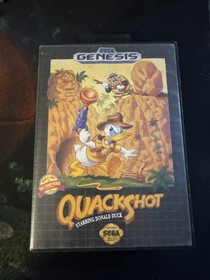 SEGA
GENESIS
QUACKSHOT
STARRING DONALD DUCK
SEGA